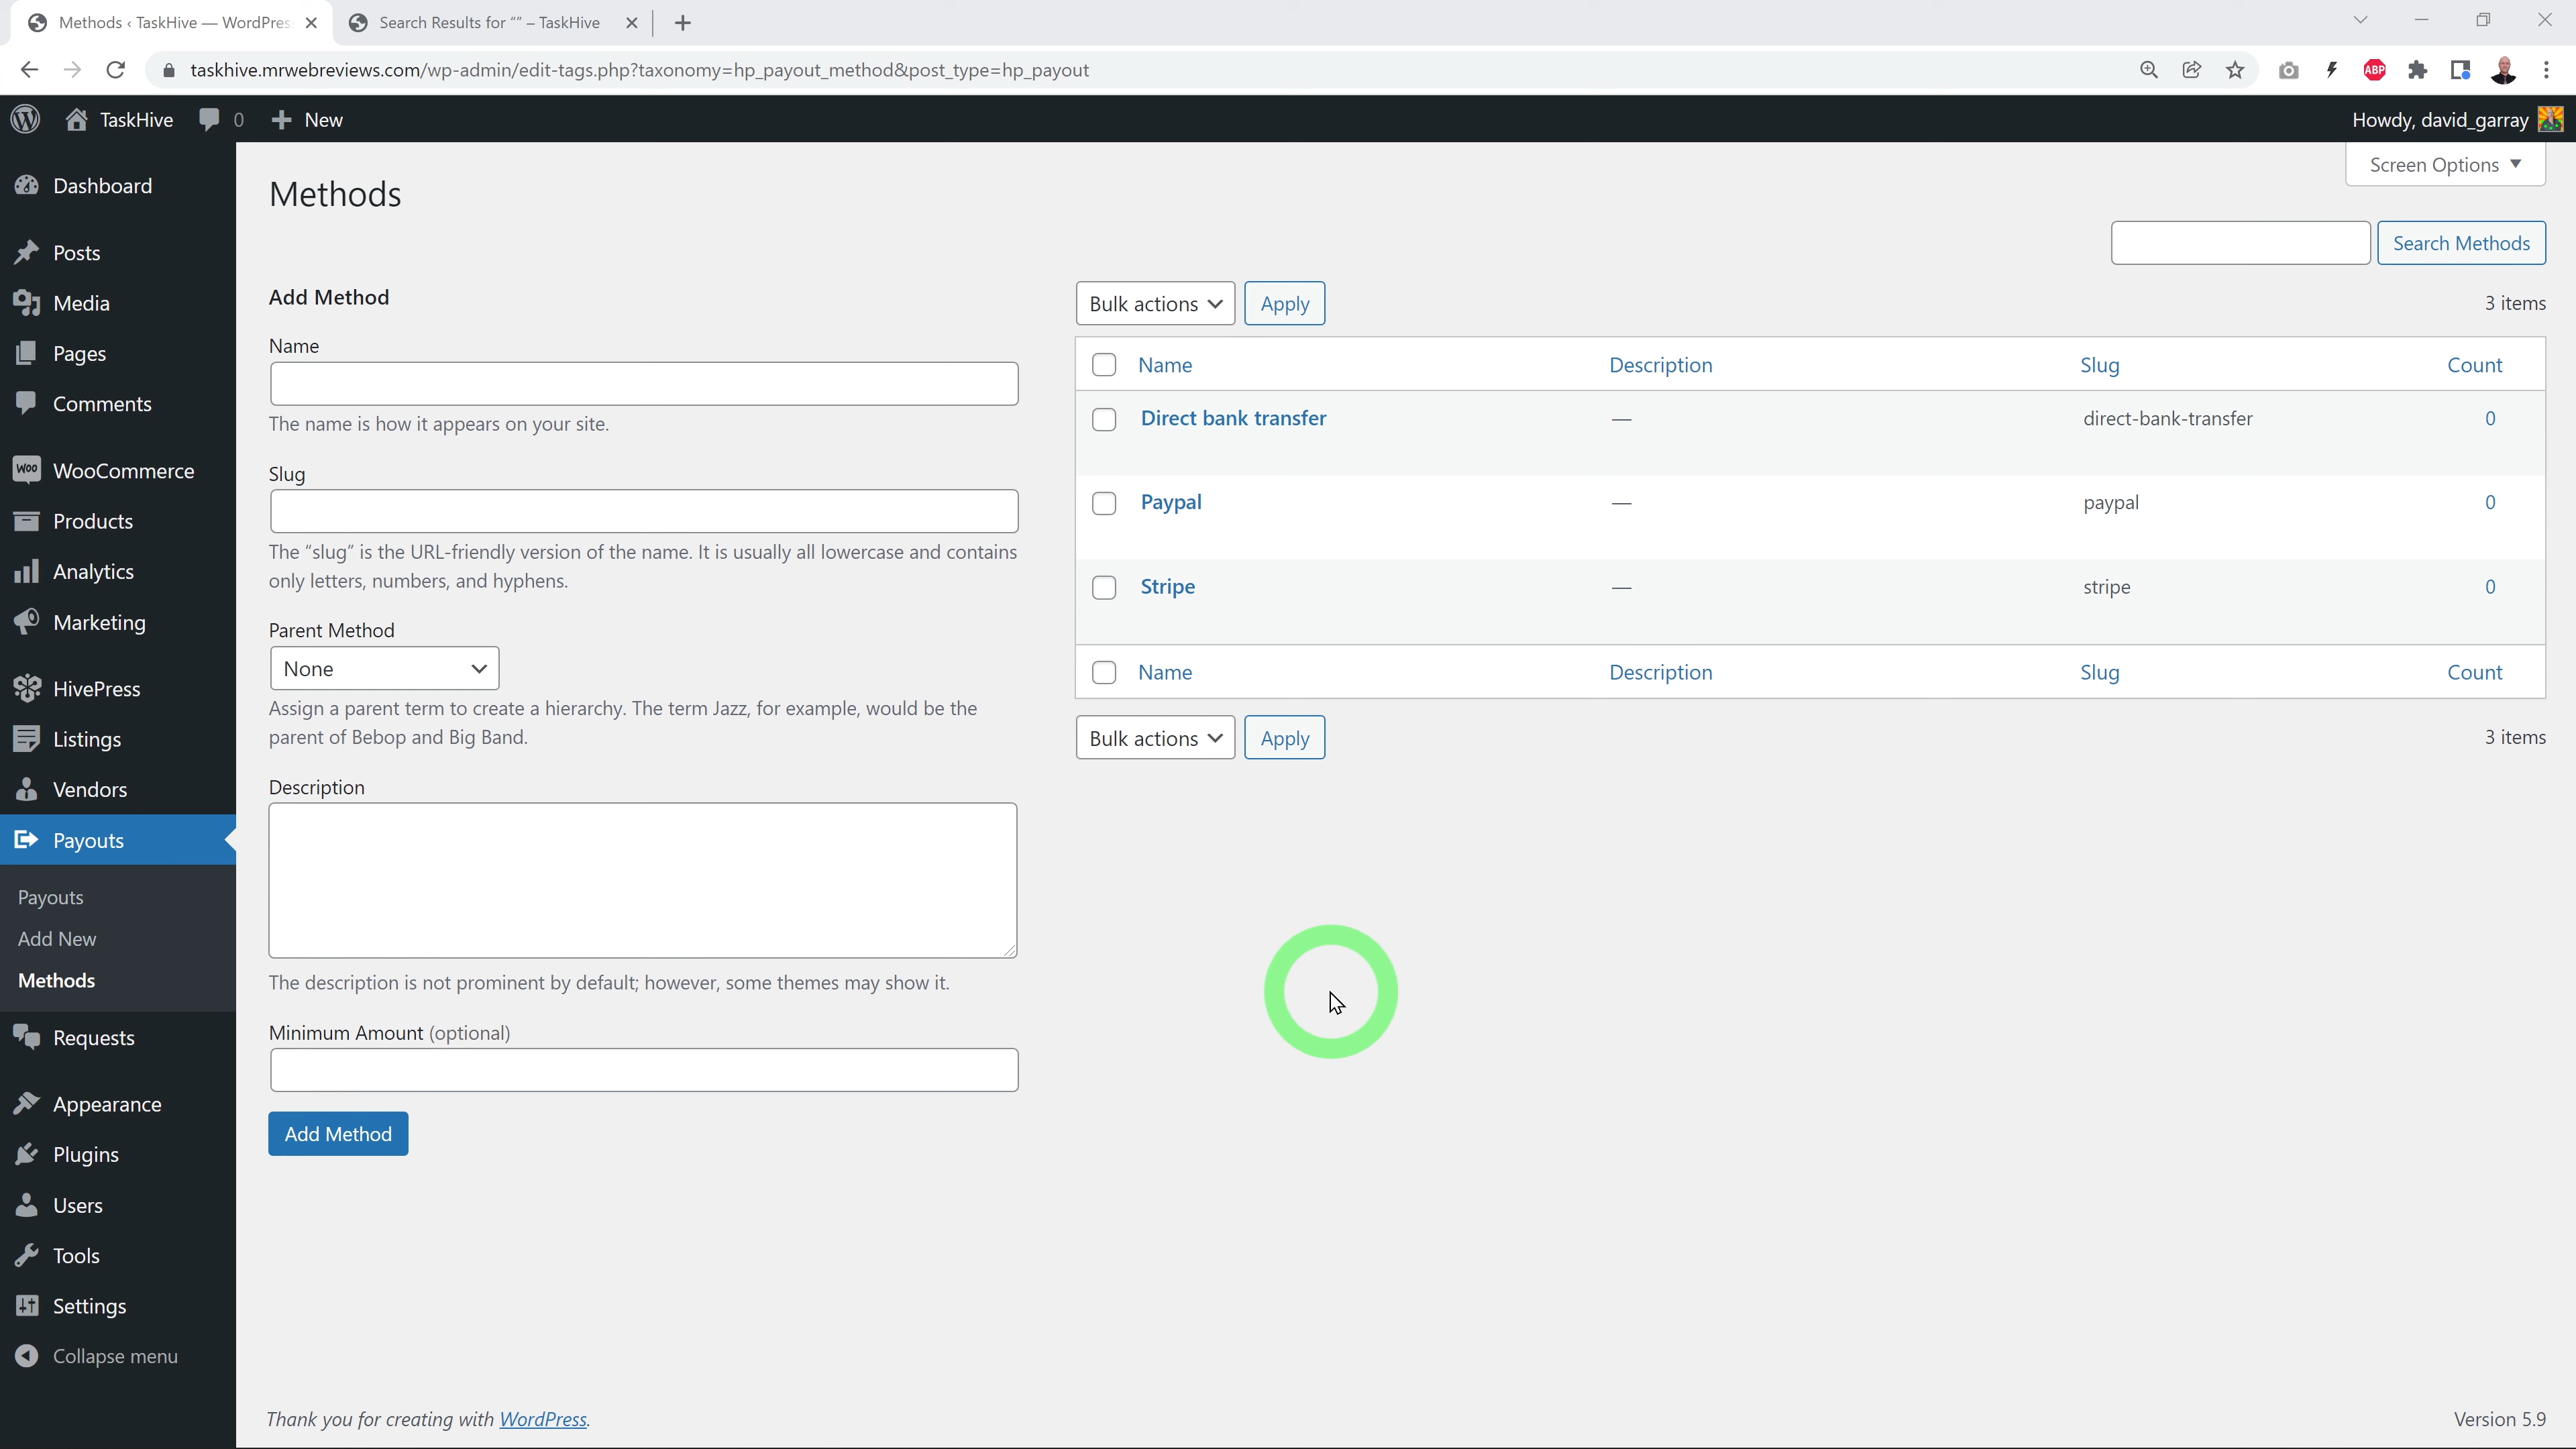 Methods ‹ TaskHive — WordPres
Search Results for “” – TaskHive
taskhive.mrwebreviews.com/wp-admin/edit-tags.php?taxonomy=hp_payout_method&post_type=hp_payout
ABP
TaskHive
0
New
Howdy, david_garray
Screen Options
Dashboard
Posts
Media
Pages
Comments
Woo
WooCommerce
Products
Analytics
Marketing
HivePress
Listings
Vendors
Payouts
Payouts
Add New
Methods
Requests
Appearance
Plugins
Users
Tools
Settings
Collapse menu
Methods
Search Methods
Add Method
Name
The name is how it appears on your site.
Slug
The “slug” is the URL-friendly version of the name. It is usually all lowercase and contains
only letters, numbers, and hyphens.
Parent Method
None
Assign a parent term to create a hierarchy. The term Jazz, for example, would be the
parent of Bebop and Big Band.
Description
The description is not prominent by default; however, some themes may show it.
Minimum Amount (optional)
Add Method
Bulk actions
Apply
3 items
Name Description Slug Count
Direct bank transfer — direct-bank-transfer 0
Paypal — paypal 0
Stripe — stripe 0
Name Description Slug Count
Bulk actions
Apply
3 items
Thank you for creating with WordPress.
Version 5.9